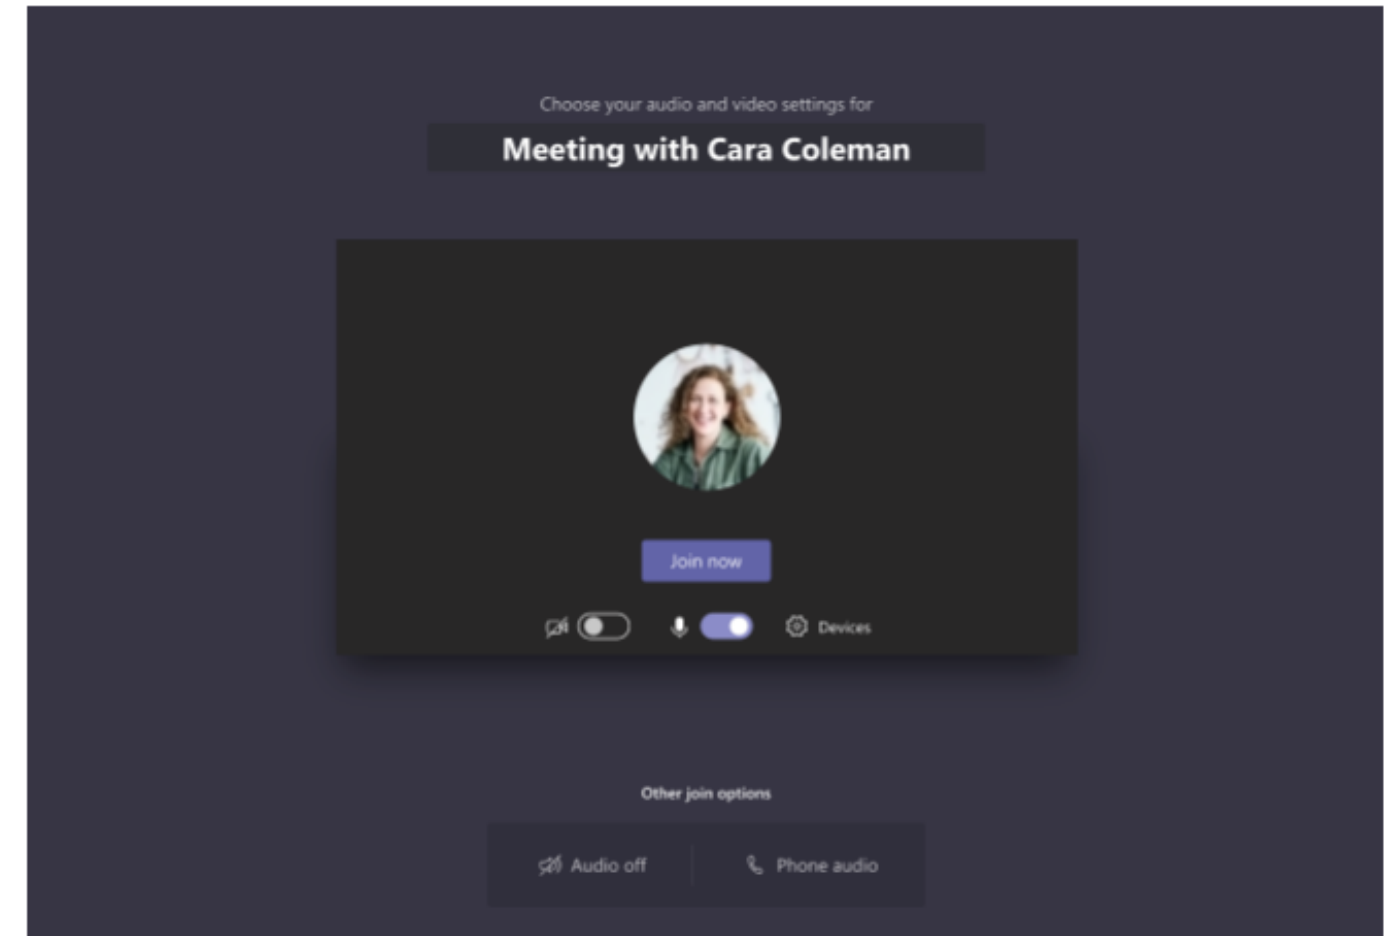 Choose your audio and video settings for
Meeting with Cara Coleman
Join now
Devices
Other join options
Audio off
Phone audio